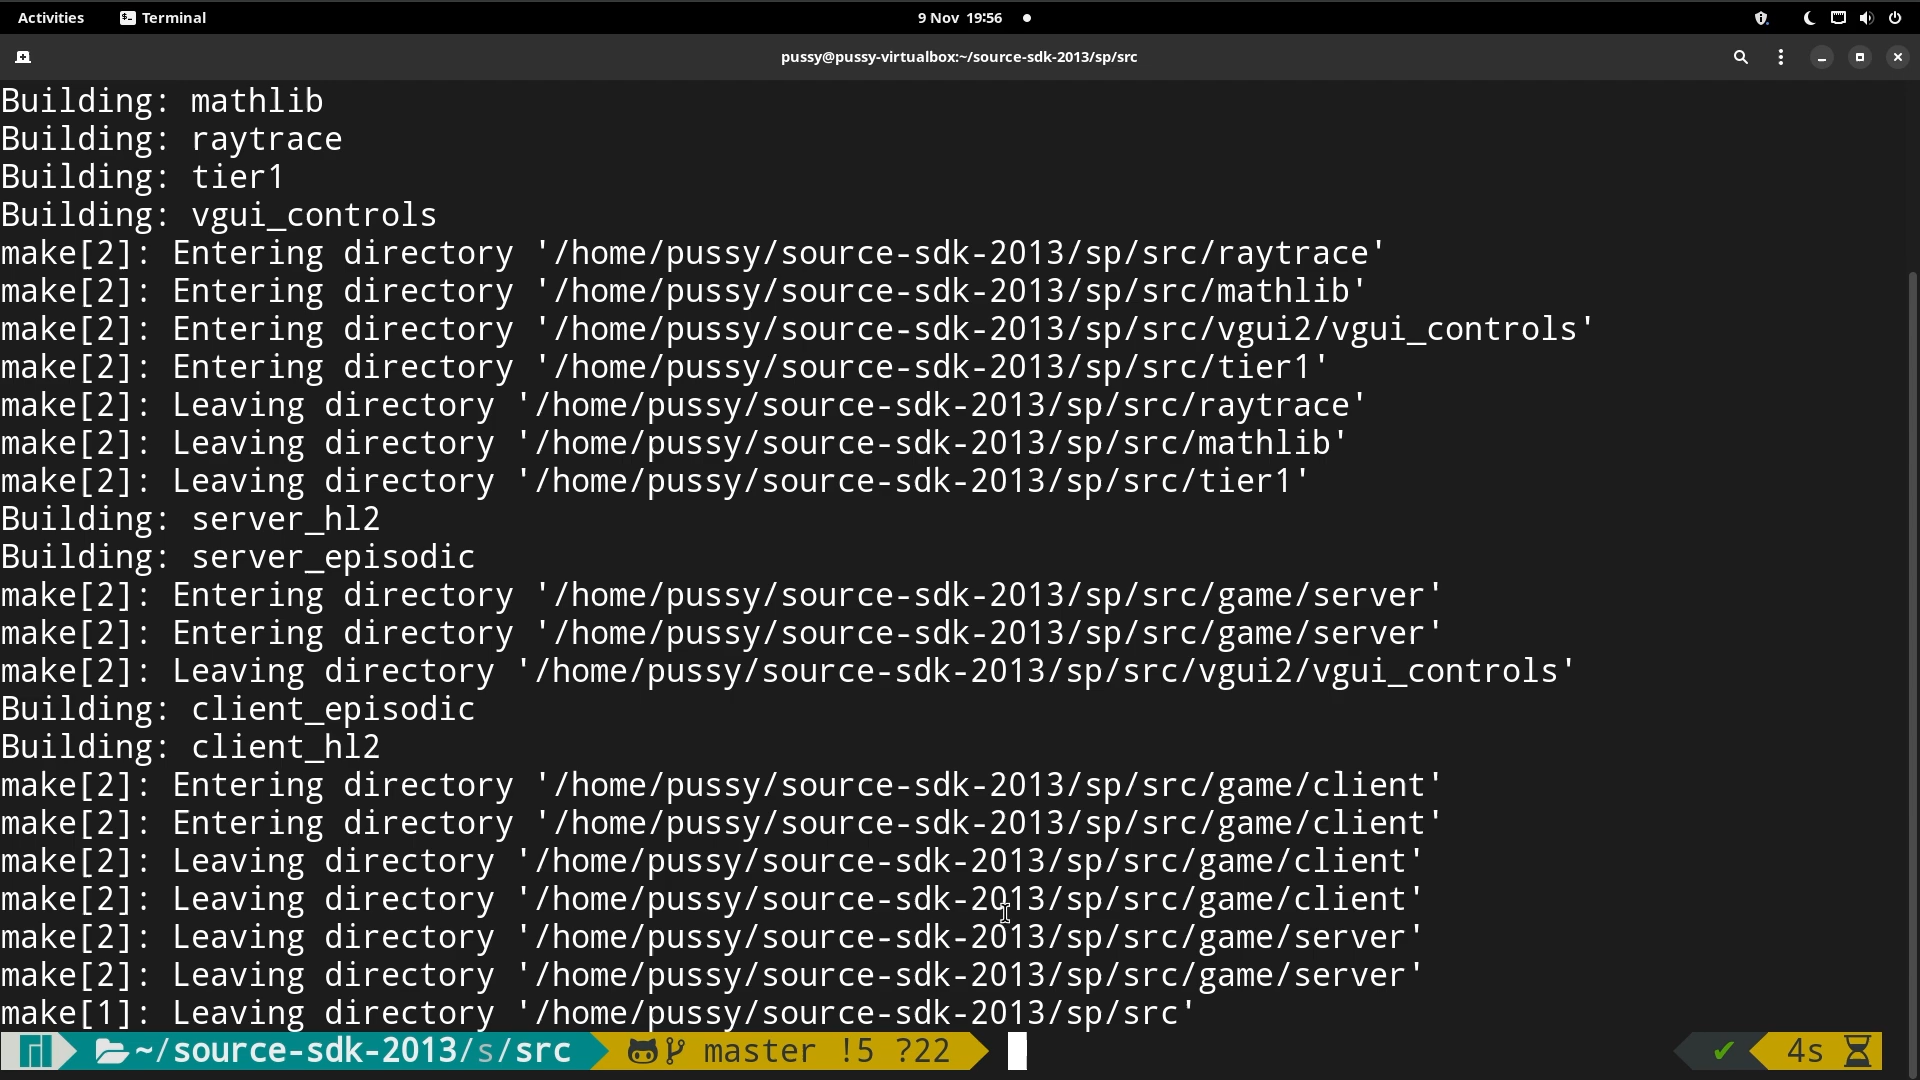 Activities Terminal 9 Nov 19:56
pussy@pussy-virtualbox:~/source-sdk-2013/sp/src
Building: mathlib
Building: raytrace
Building: tier1
Building: vgui_controls
make[2]: Entering directory '/home/pussy/source-sdk-2013/sp/src/raytrace'
make[2]: Entering directory '/home/pussy/source-sdk-2013/sp/src/mathlib'
make[2]: Entering directory '/home/pussy/source-sdk-2013/sp/src/vgui2/vgui_controls'
make[2]: Entering directory '/home/pussy/source-sdk-2013/sp/src/tier1'
make[2]: Leaving directory '/home/pussy/source-sdk-2013/sp/src/raytrace'
make[2]: Leaving directory '/home/pussy/source-sdk-2013/sp/src/mathlib'
make[2]: Leaving directory '/home/pussy/source-sdk-2013/sp/src/tier1'
Building: server_hl2
Building: server_episodic
make[2]: Entering directory '/home/pussy/source-sdk-2013/sp/src/game/server'
make[2]: Entering directory '/home/pussy/source-sdk-2013/sp/src/game/server'
make[2]: Leaving directory '/home/pussy/source-sdk-2013/sp/src/vgui2/vgui_controls'
Building: client_episodic
Building: client_hl2
make[2]: Entering directory '/home/pussy/source-sdk-2013/sp/src/game/client'
make[2]: Entering directory '/home/pussy/source-sdk-2013/sp/src/game/client'
make[2]: Leaving directory '/home/pussy/source-sdk-2013/sp/src/game/client'
make[2]: Leaving directory '/home/pussy/source-sdk-2013/sp/src/game/client'
make[2]: Leaving directory '/home/pussy/source-sdk-2013/sp/src/game/server'
make[2]: Leaving directory '/home/pussy/source-sdk-2013/sp/src/game/server'
make[1]: Leaving directory '/home/pussy/source-sdk-2013/sp/src'
~/source-sdk-2013/s/src master !5 ?22 ✔ 4s